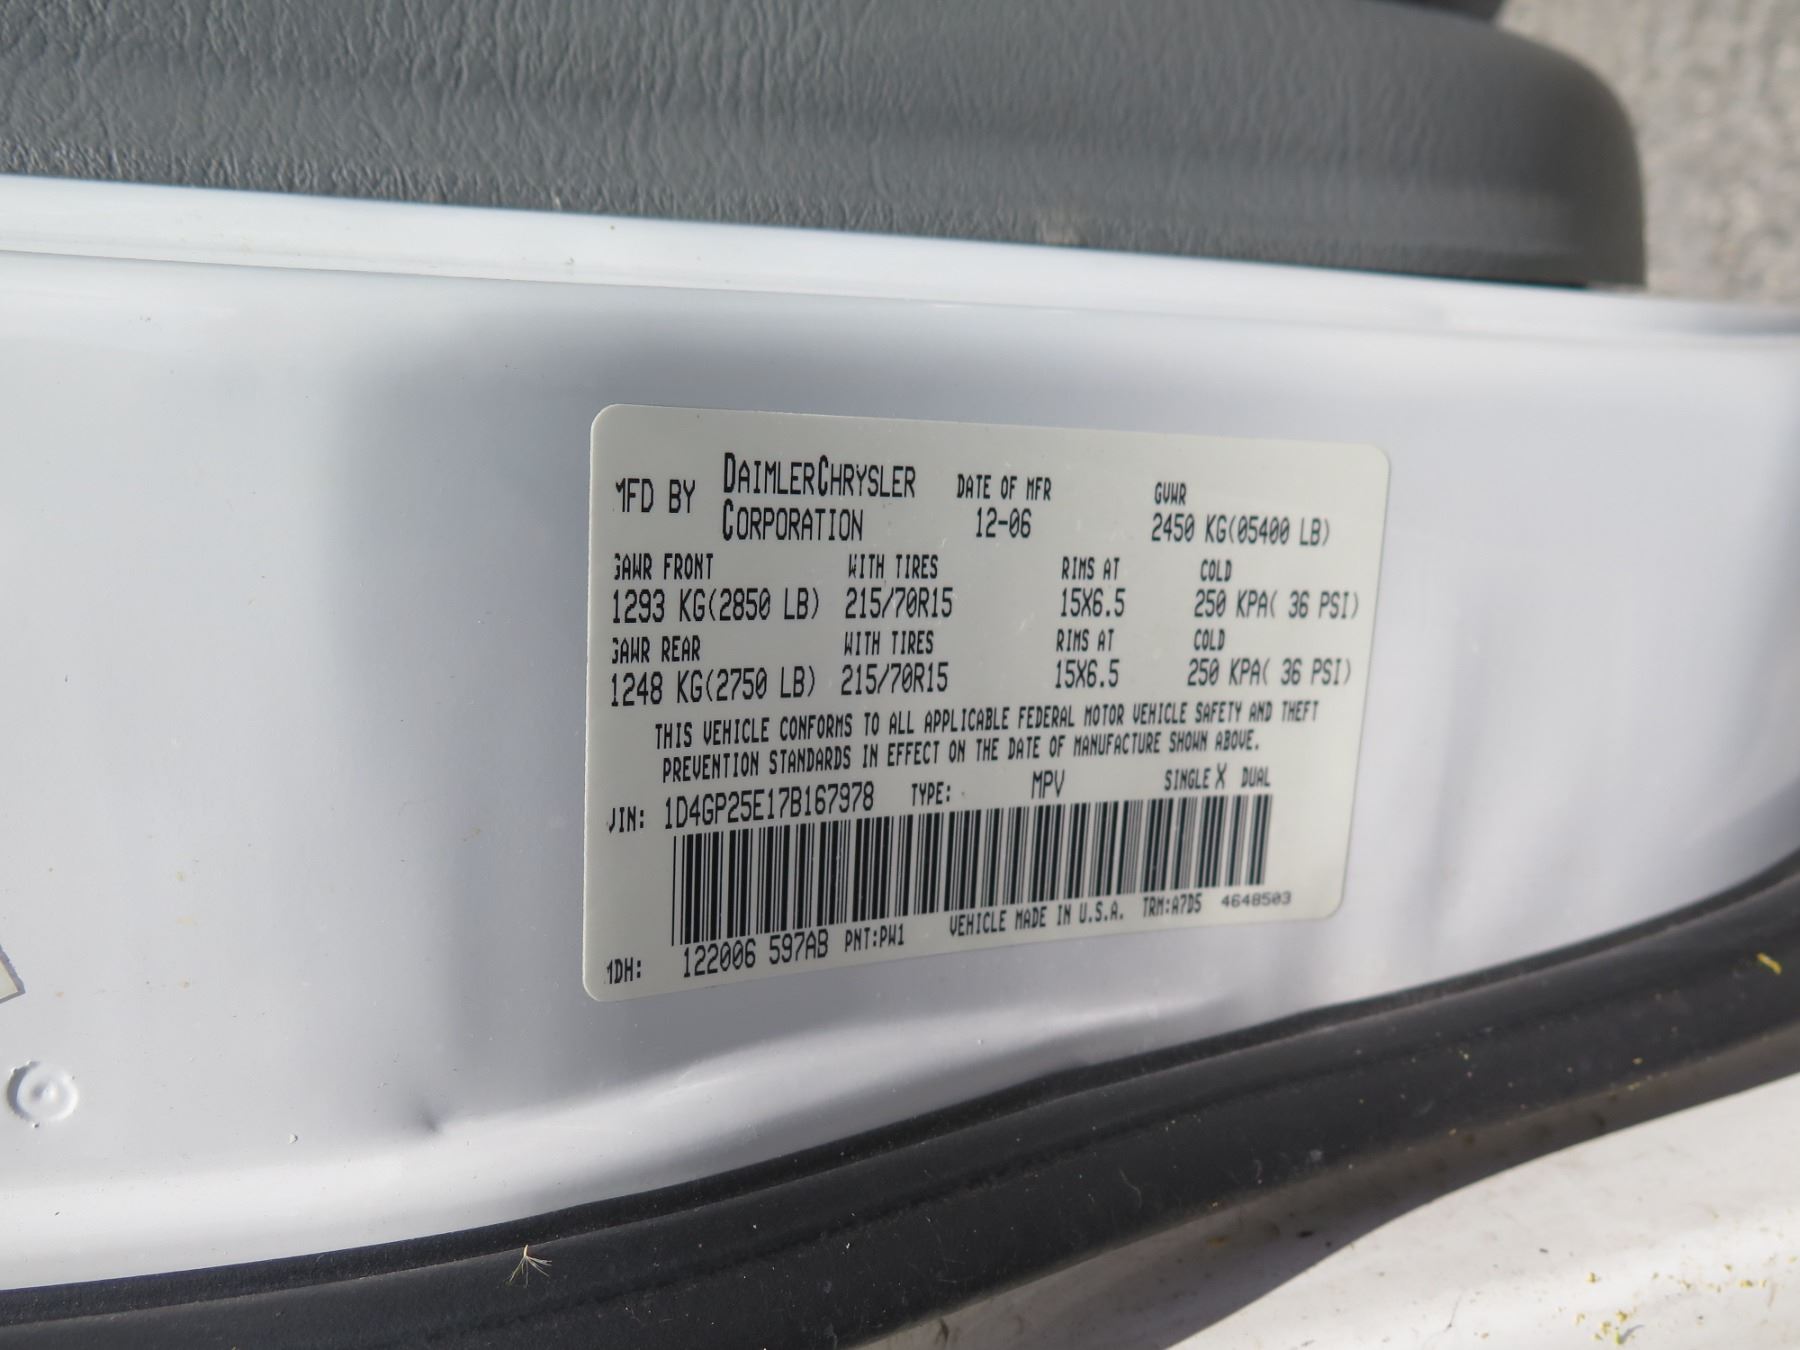 MFD BY DAIMLERCHRYSLER CORPORATION DATE OF MFR 12-06 GVWR 2450 KG(05400 LB)
GAWR FRONT WITH TIRES RIMS AT COLD
1293 KG(2850 LB) 215/70R15 15X6.5 250 KPA( 36 PSI)
GAWR REAR WITH TIRES RIMS AT COLD
1248 KG(2750 LB) 215/70R15 15X6.5 250 KPA( 36 PSI)
THIS VEHICLE CONFORMS TO ALL APPLICABLE FEDERAL MOTOR VEHICLE SAFETY AND THEFT
PREVENTION STANDARDS IN EFFECT ON THE DATE OF MANUFACTURE SHOWN ABOVE.
VIN: 1D4GP25E17B167978 TYPE: MPV SINGLE X DUAL
MDH: 122006 597AB PNT:PW1 VEHICLE MADE IN U.S.A. TRM:A7D5 4648503